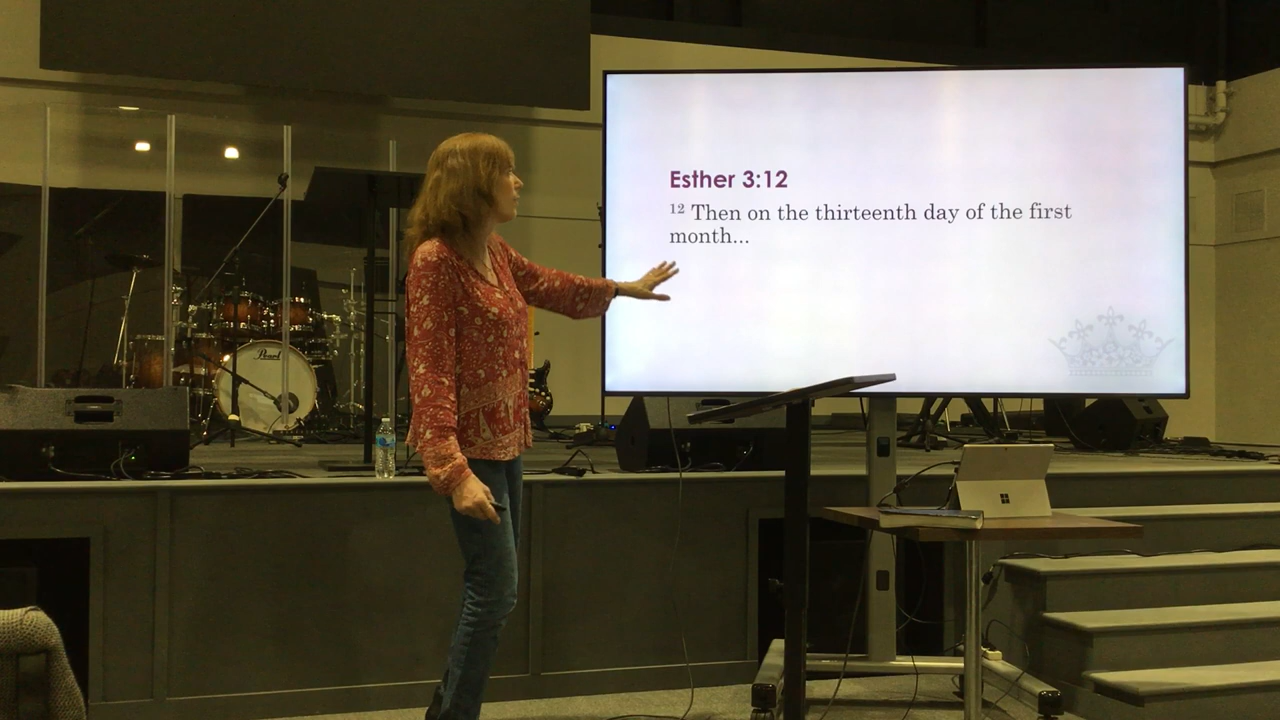 Esther 3:12
12 Then on the thirteenth day of the first
month...
Pearl